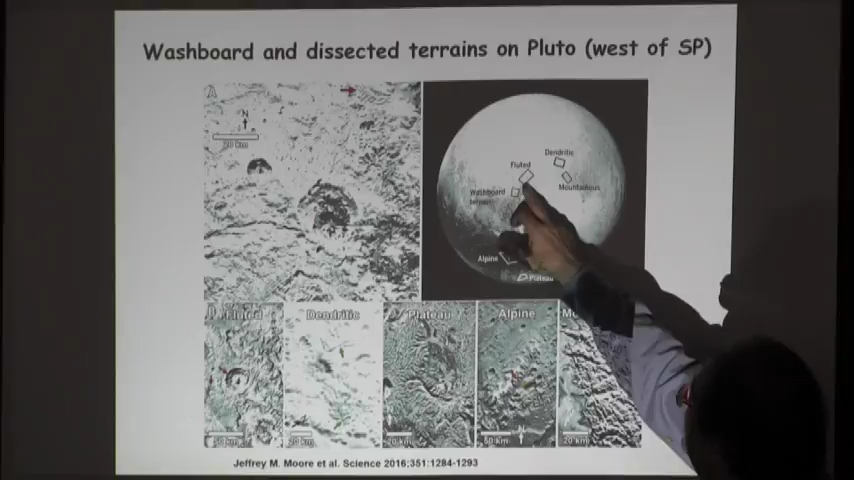 Washboard and dissected terrains on Pluto (west of SP)
A
N
20 km
Dendritic
Fluted
Mountainous
Washboard
terrain
Alpine
Plateau
Fluted
Dendritic
Plateau
Alpine
20 km
20 km
50 km
N
20 km
Jeffrey M. Moore et al. Science 2016;351:1284-1293